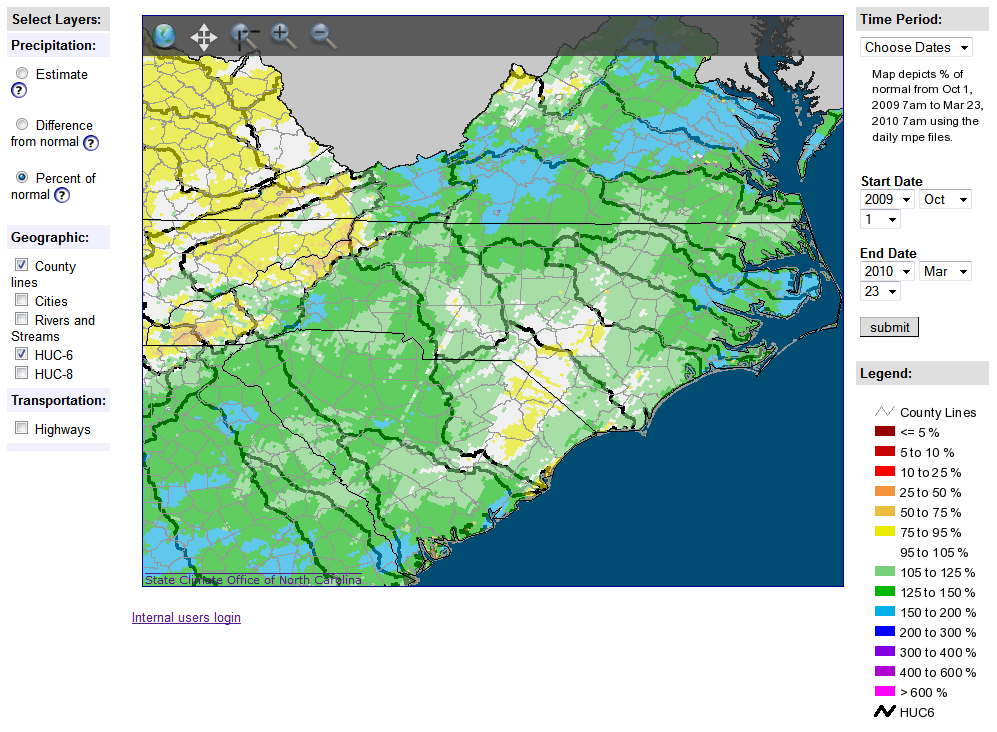 Select Layers:
Precipitation:
Estimate
?
Difference
from normal ?
Percent of
normal ?
Geographic:
County
lines
Cities
Rivers and
Streams
HUC-6
HUC-8
Transportation:
Highways
State Climate Office of North Carolina
Internal users login
Time Period:
Choose Dates
Map depicts % of
normal from Oct 1,
2009 7am to Mar 23,
2010 7am using the
daily mpe files.
Start Date
2009 Oct
1
End Date
2010 Mar
23
submit
Legend:
County Lines
<= 5 %
5 to 10 %
10 to 25 %
25 to 50 %
50 to 75 %
75 to 95 %
95 to 105 %
105 to 125 %
125 to 150 %
150 to 200 %
200 to 300 %
300 to 400 %
400 to 600 %
> 600 %
HUC6